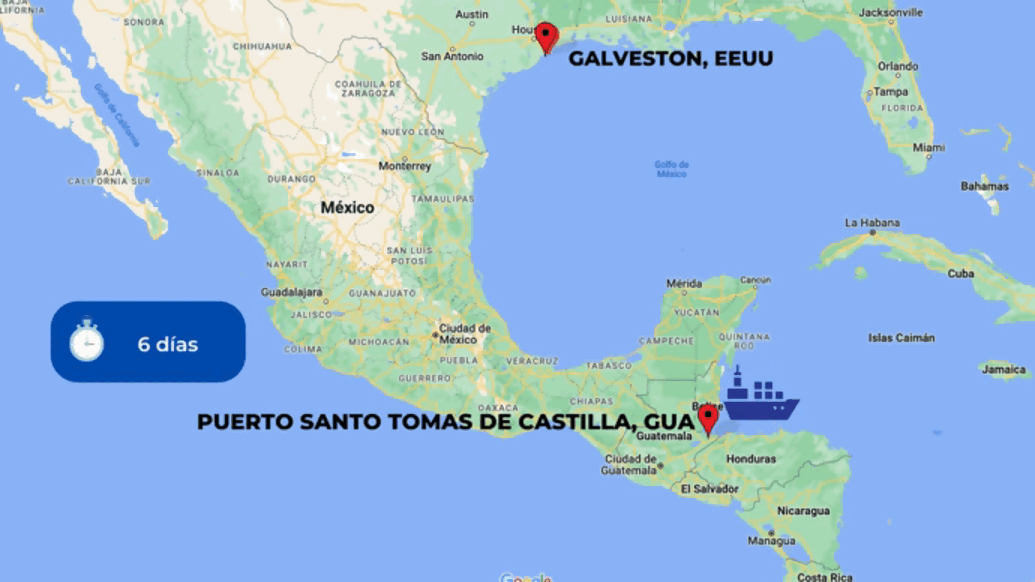 BAJA
CALIFORNIA
SONORA
CHIHUAHUA
Austin
Hou
LUISIANA
Jacksonville
San Antonio
GALVESTON, EEUU
COAHUILA DE
ZARAGOZA
Orlando
Tampa
FLORIDA
Golfo de California
NUEVO LEÓN
Monterrey
Miami
BAJA
CALIFORNIA SUR
SINALOA
DURANGO
Golfo de
México
México
TAMAULIPAS
Bahamas
SAN LUIS
POTOSÍ
La Habana
NAYARIT
Guadalajara
GUANAJUATO
Mérida
Cancún
Cuba
JALISCO
YUCATÁN
6 días
Ciudad de
México
COLIMA
MICHOACÁN
PUEBLA
VERACRUZ
CAMPECHE
QUINTANA
ROO
Islas Caimán
GUERRERO
TABASCO
Jamaica
OAXACA
CHIAPAS
Belize
PUERTO SANTO TOMAS DE CASTILLA, GUA
Guatemala
Ciudad de
Guatemala
Honduras
El Salvador
Nicaragua
Managua
Costa Rica
Google